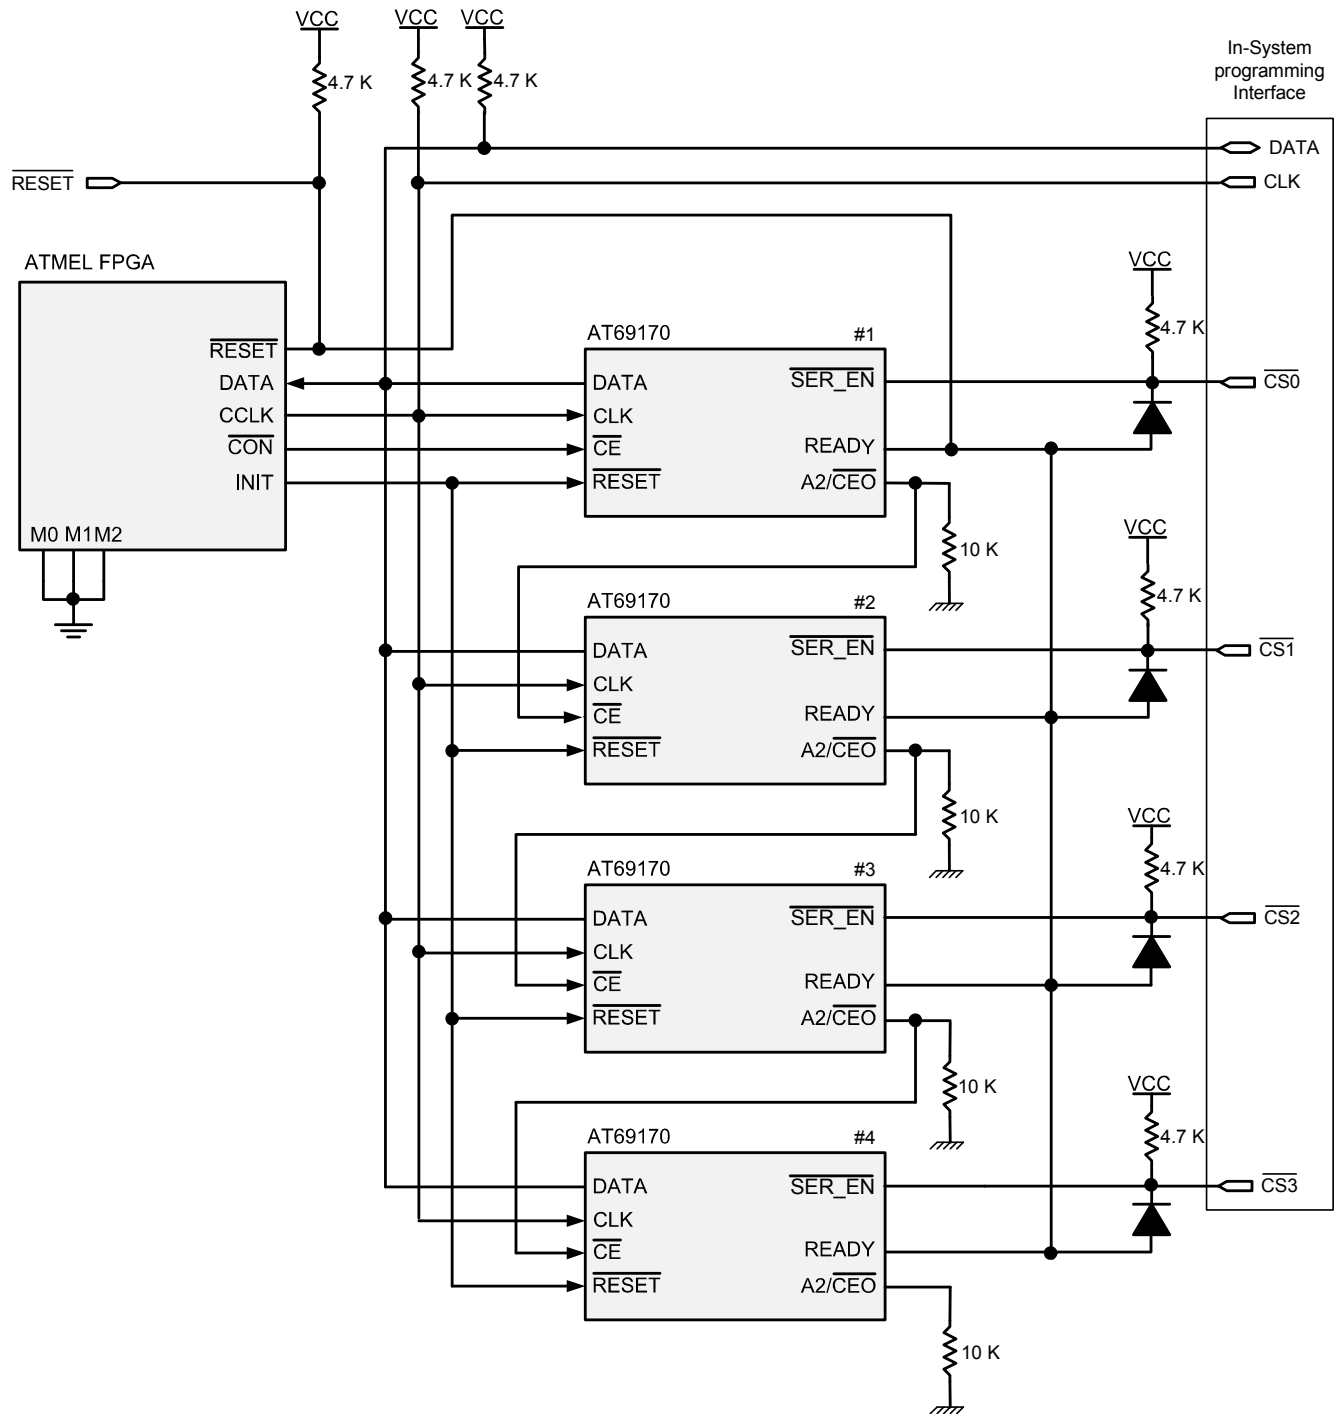 VCC
VCC
VCC
4.7 K
4.7 K
4.7 K
In-System
programming
Interface
DATA
RESET
CLK
ATMEL FPGA
RESET
DATA
CCLK
CON
INIT
M0 M1 M2
AT69170 #1
DATA
CLK
CE
RESET
SER_EN
READY
A2/CEO
VCC
4.7 K
CS0
10 K
AT69170 #2
DATA
CLK
CE
RESET
SER_EN
READY
A2/CEO
VCC
4.7 K
CS1
10 K
AT69170 #3
DATA
CLK
CE
RESET
SER_EN
READY
A2/CEO
VCC
4.7 K
CS2
10 K
AT69170 #4
DATA
CLK
CE
RESET
SER_EN
READY
A2/CEO
VCC
4.7 K
CS3
10 K